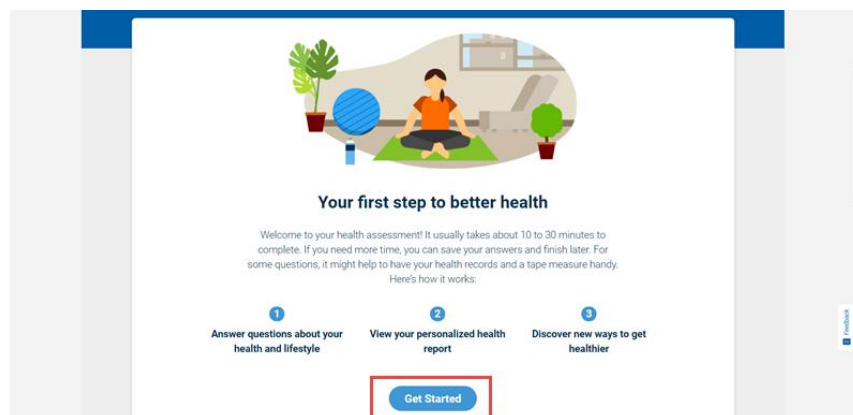 Your first step to better health
Welcome to your health assessment! It usually takes about 10 to 30 minutes to
complete. If you need more time, you can save your answers and finish later. For
some questions, it might help to have your health records and a tape measure handy.
Here's how it works:
1
Answer questions about your
health and lifestyle
2
View your personalized health
report
3
Discover new ways to get
healthier
Get Started
Feedback